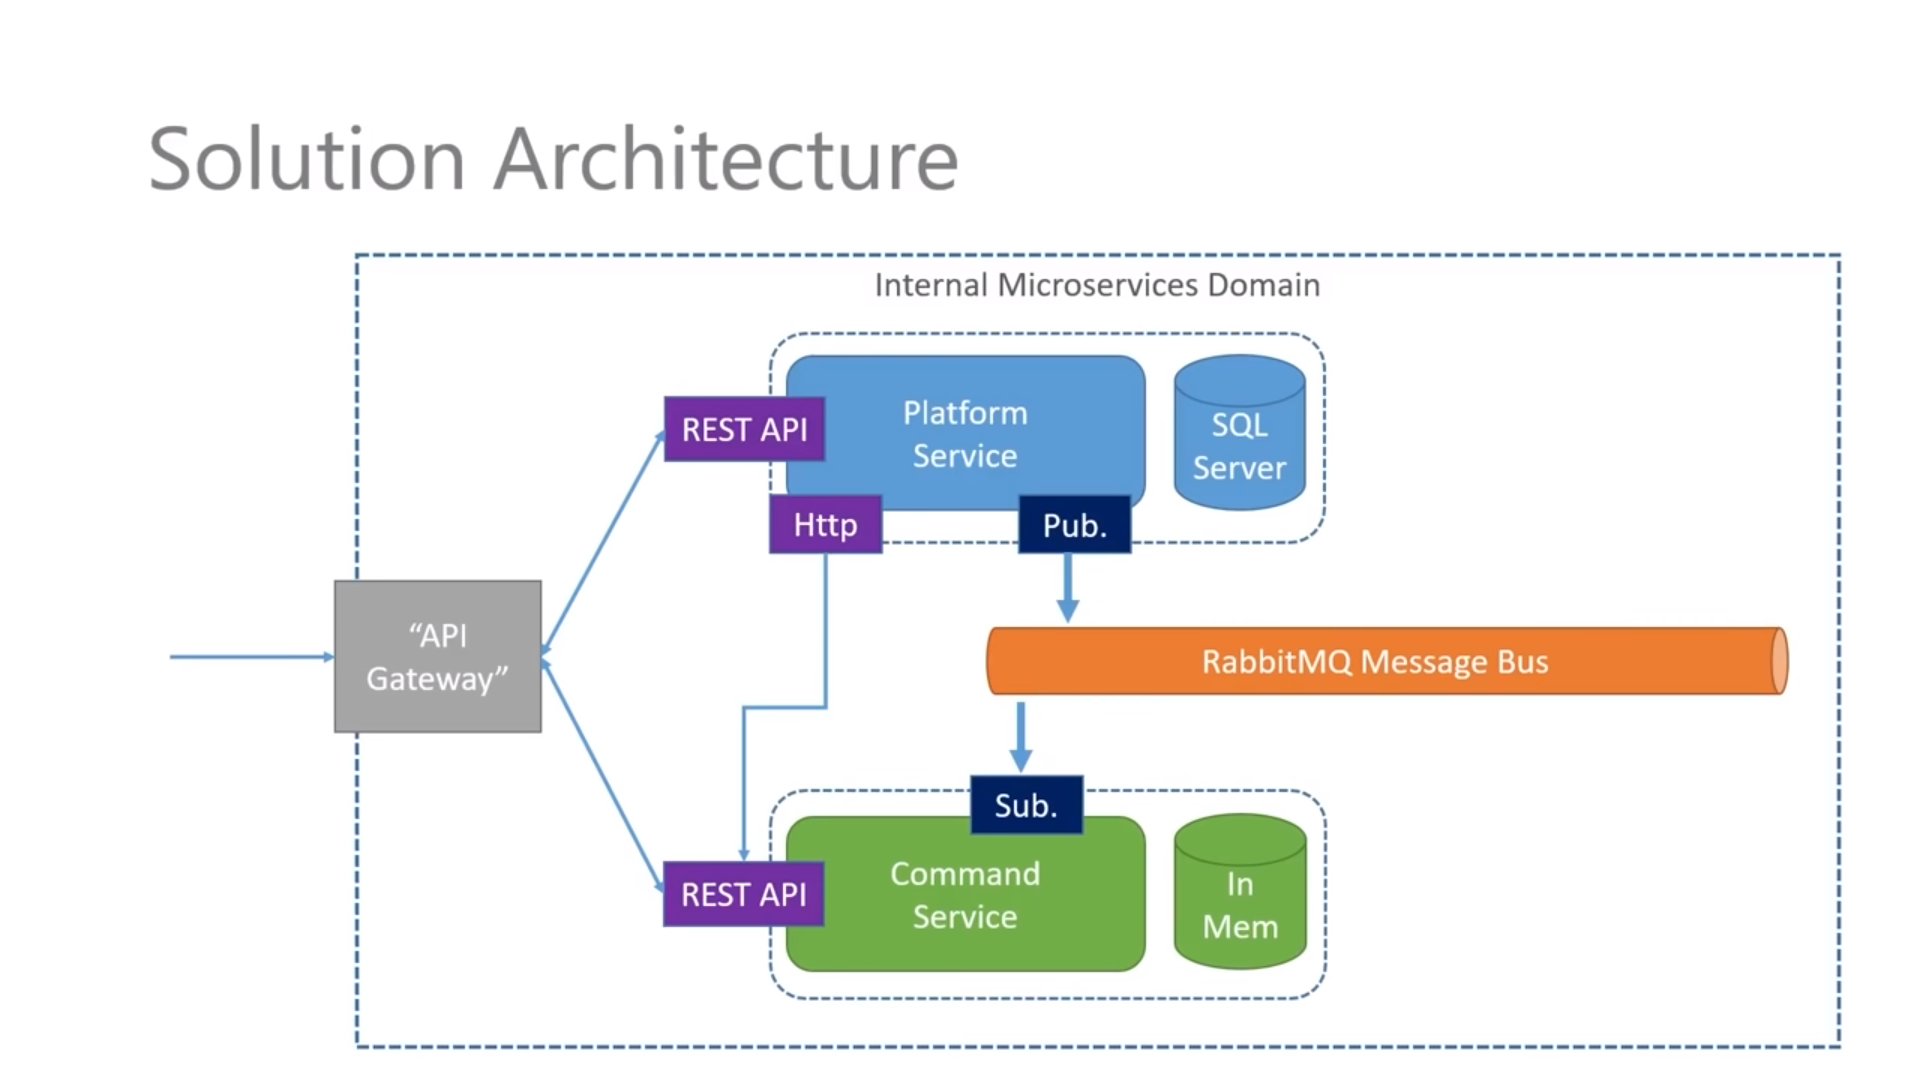 Solution Architecture
Internal Microservices Domain
REST API
Platform
Service
SQL
Server
Http
Pub.
“API
Gateway”
RabbitMQ Message Bus
Sub.
REST API
Command
Service
In
Mem